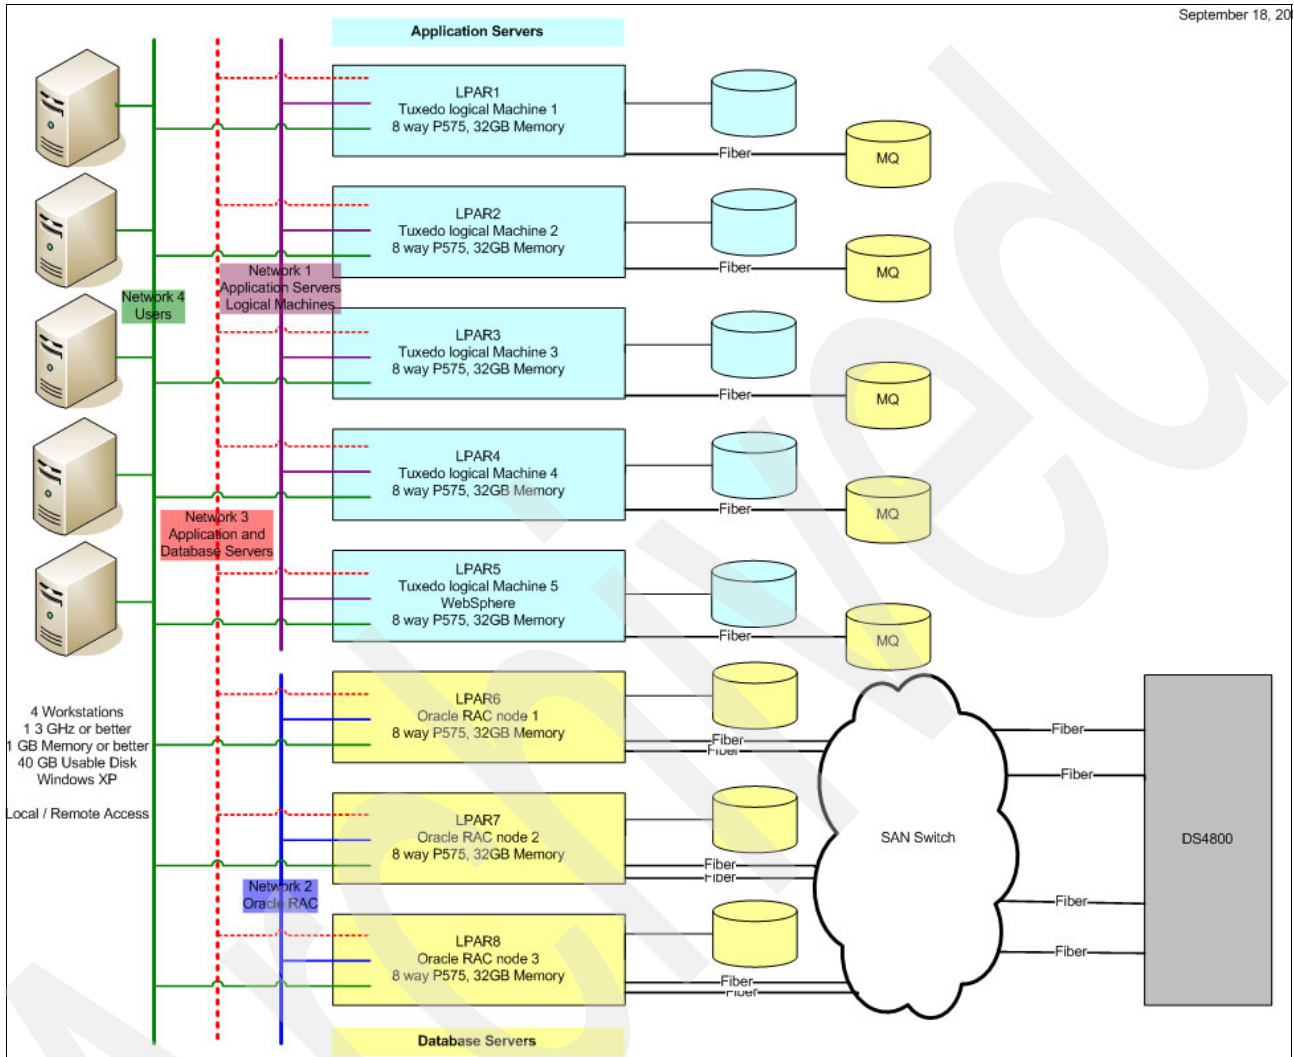 September 18, 20
Application Servers
LPAR1
Tuxedo logical Machine 1
8 way P575, 32GB Memory
Fiber
MQ
LPAR2
Tuxedo logical Machine 2
8 way P575, 32GB Memory
Fiber
MQ
Network 1
Application Servers
Logical Machines
Network 4
Users
LPAR3
Tuxedo logical Machine 3
8 way P575, 32GB Memory
Fiber
MQ
LPAR4
Tuxedo logical Machine 4
8 way P575, 32GB Memory
Fiber
MQ
Network 3
Application and
Database Servers
LPAR5
Tuxedo logical Machine 5
WebSphere
8 way P575, 32GB Memory
Fiber
MQ
LPAR6
Oracle RAC node 1
8 way P575, 32GB Memory
Fiber
Fiber
4 Workstations
1 3 GHz or better
1 GB Memory or better
40 GB Usable Disk
Windows XP
Local / Remote Access
LPAR7
Oracle RAC node 2
8 way P575, 32GB Memory
Fiber
Fiber
Network 2
Oracle RAC
LPAR8
Oracle RAC node 3
8 way P575, 32GB Memory
Fiber
Fiber
SAN Switch
Fiber
Fiber
Fiber
Fiber
DS4800
Database Servers